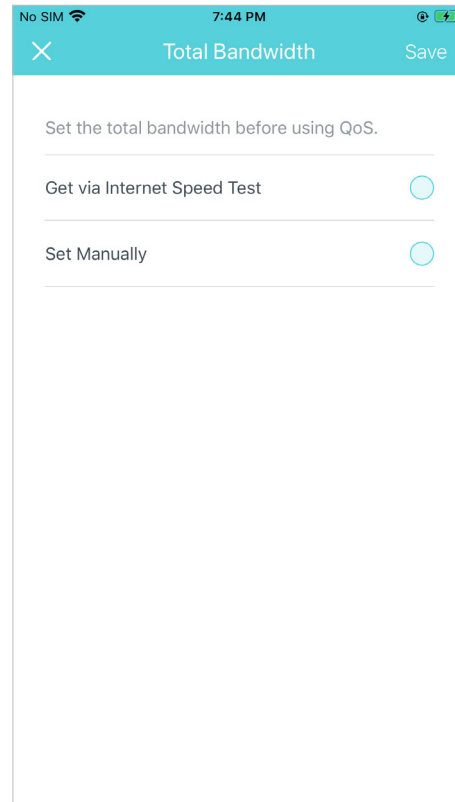 No SIM 7:44 PM
Total Bandwidth Save
Set the total bandwidth before using QoS.
Get via Internet Speed Test
Set Manually